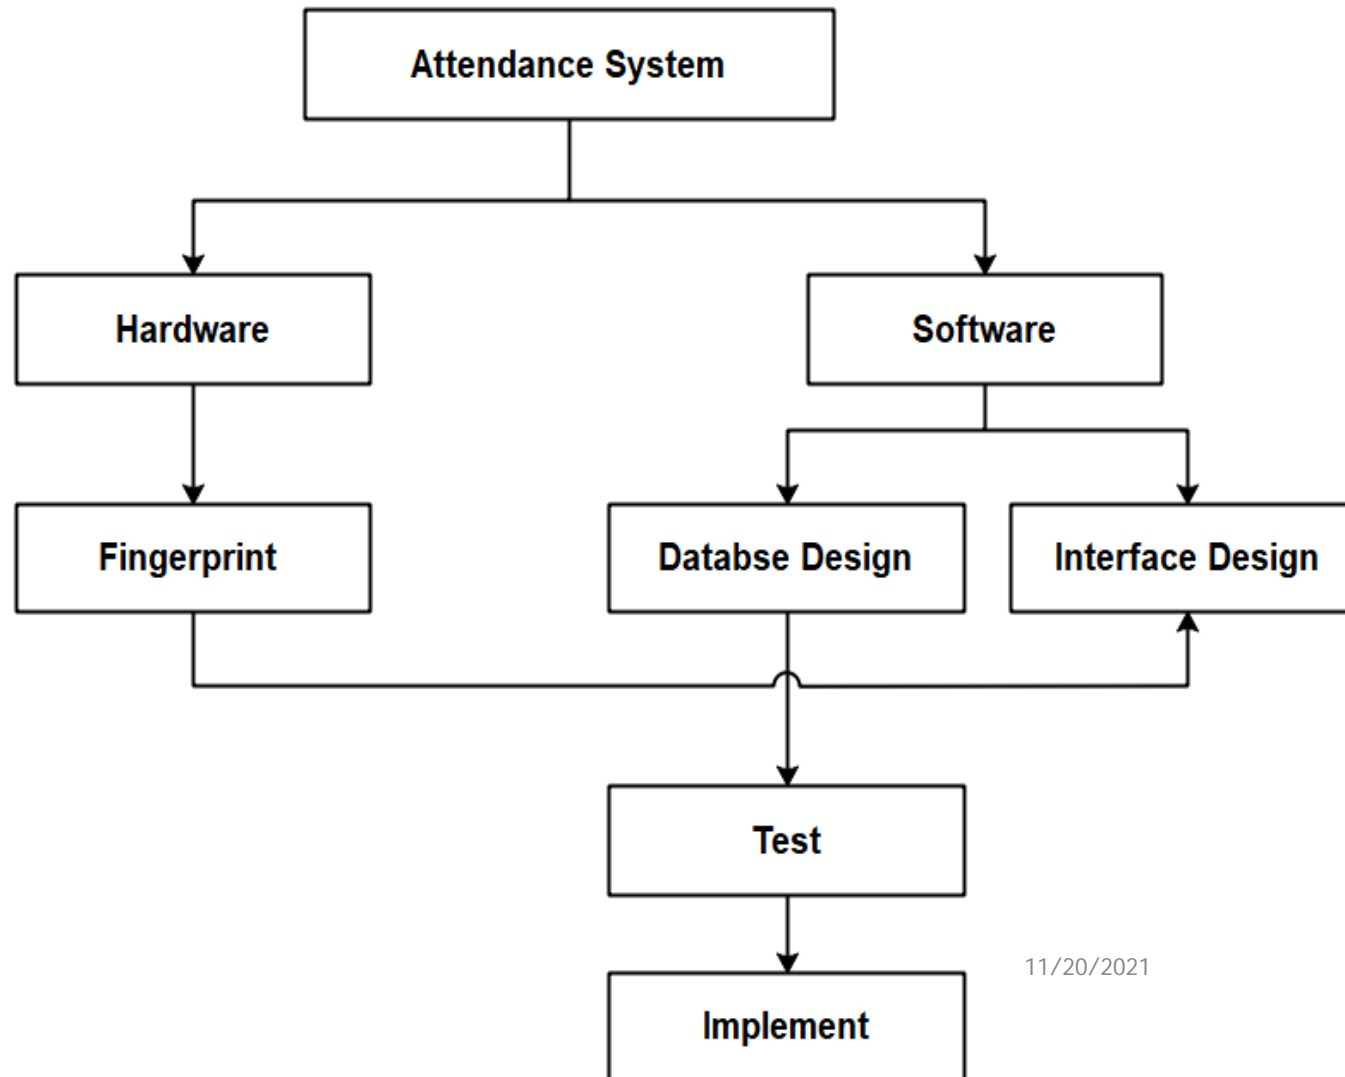 Attendance System
Hardware
Software
Fingerprint
Databse Design
Interface Design
Test
11/20/2021
Implement